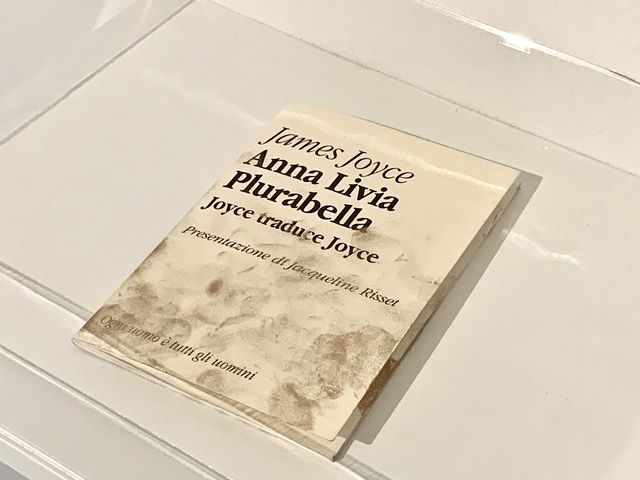 James Joyce
Anna Livia
Plurabella
Joyce traduce Joyce
Presentazione di Jacqueline Risset
Ogni uomo è tutti gli uomini